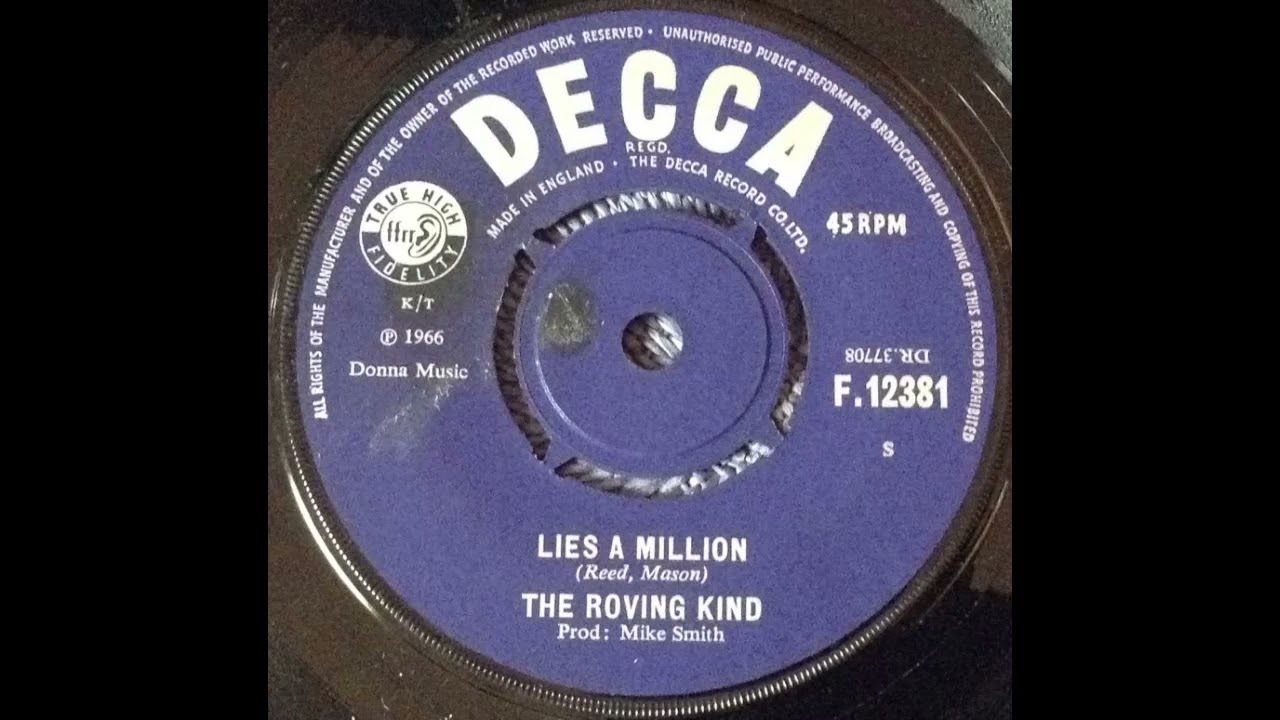 ALL RIGHTS OF THE MANUFACTURER AND OF THE OWNER OF THE RECORDED WORK RESERVED • UNAUTHORISED PUBLIC PERFORMANCE BROADCASTING AND COPYING OF THIS RECORD PROHIBITED
DECCA
REGD.
MADE IN ENGLAND • THE DECCA RECORD CO. LTD.
TRUE HIGH
ffrr
FIDELITY
45 RPM
K/T
℗ 1966
Donna Music
DR.37708
F.12381
S
LIES A MILLION
(Reed, Mason)
THE ROVING KIND
Prod: Mike Smith